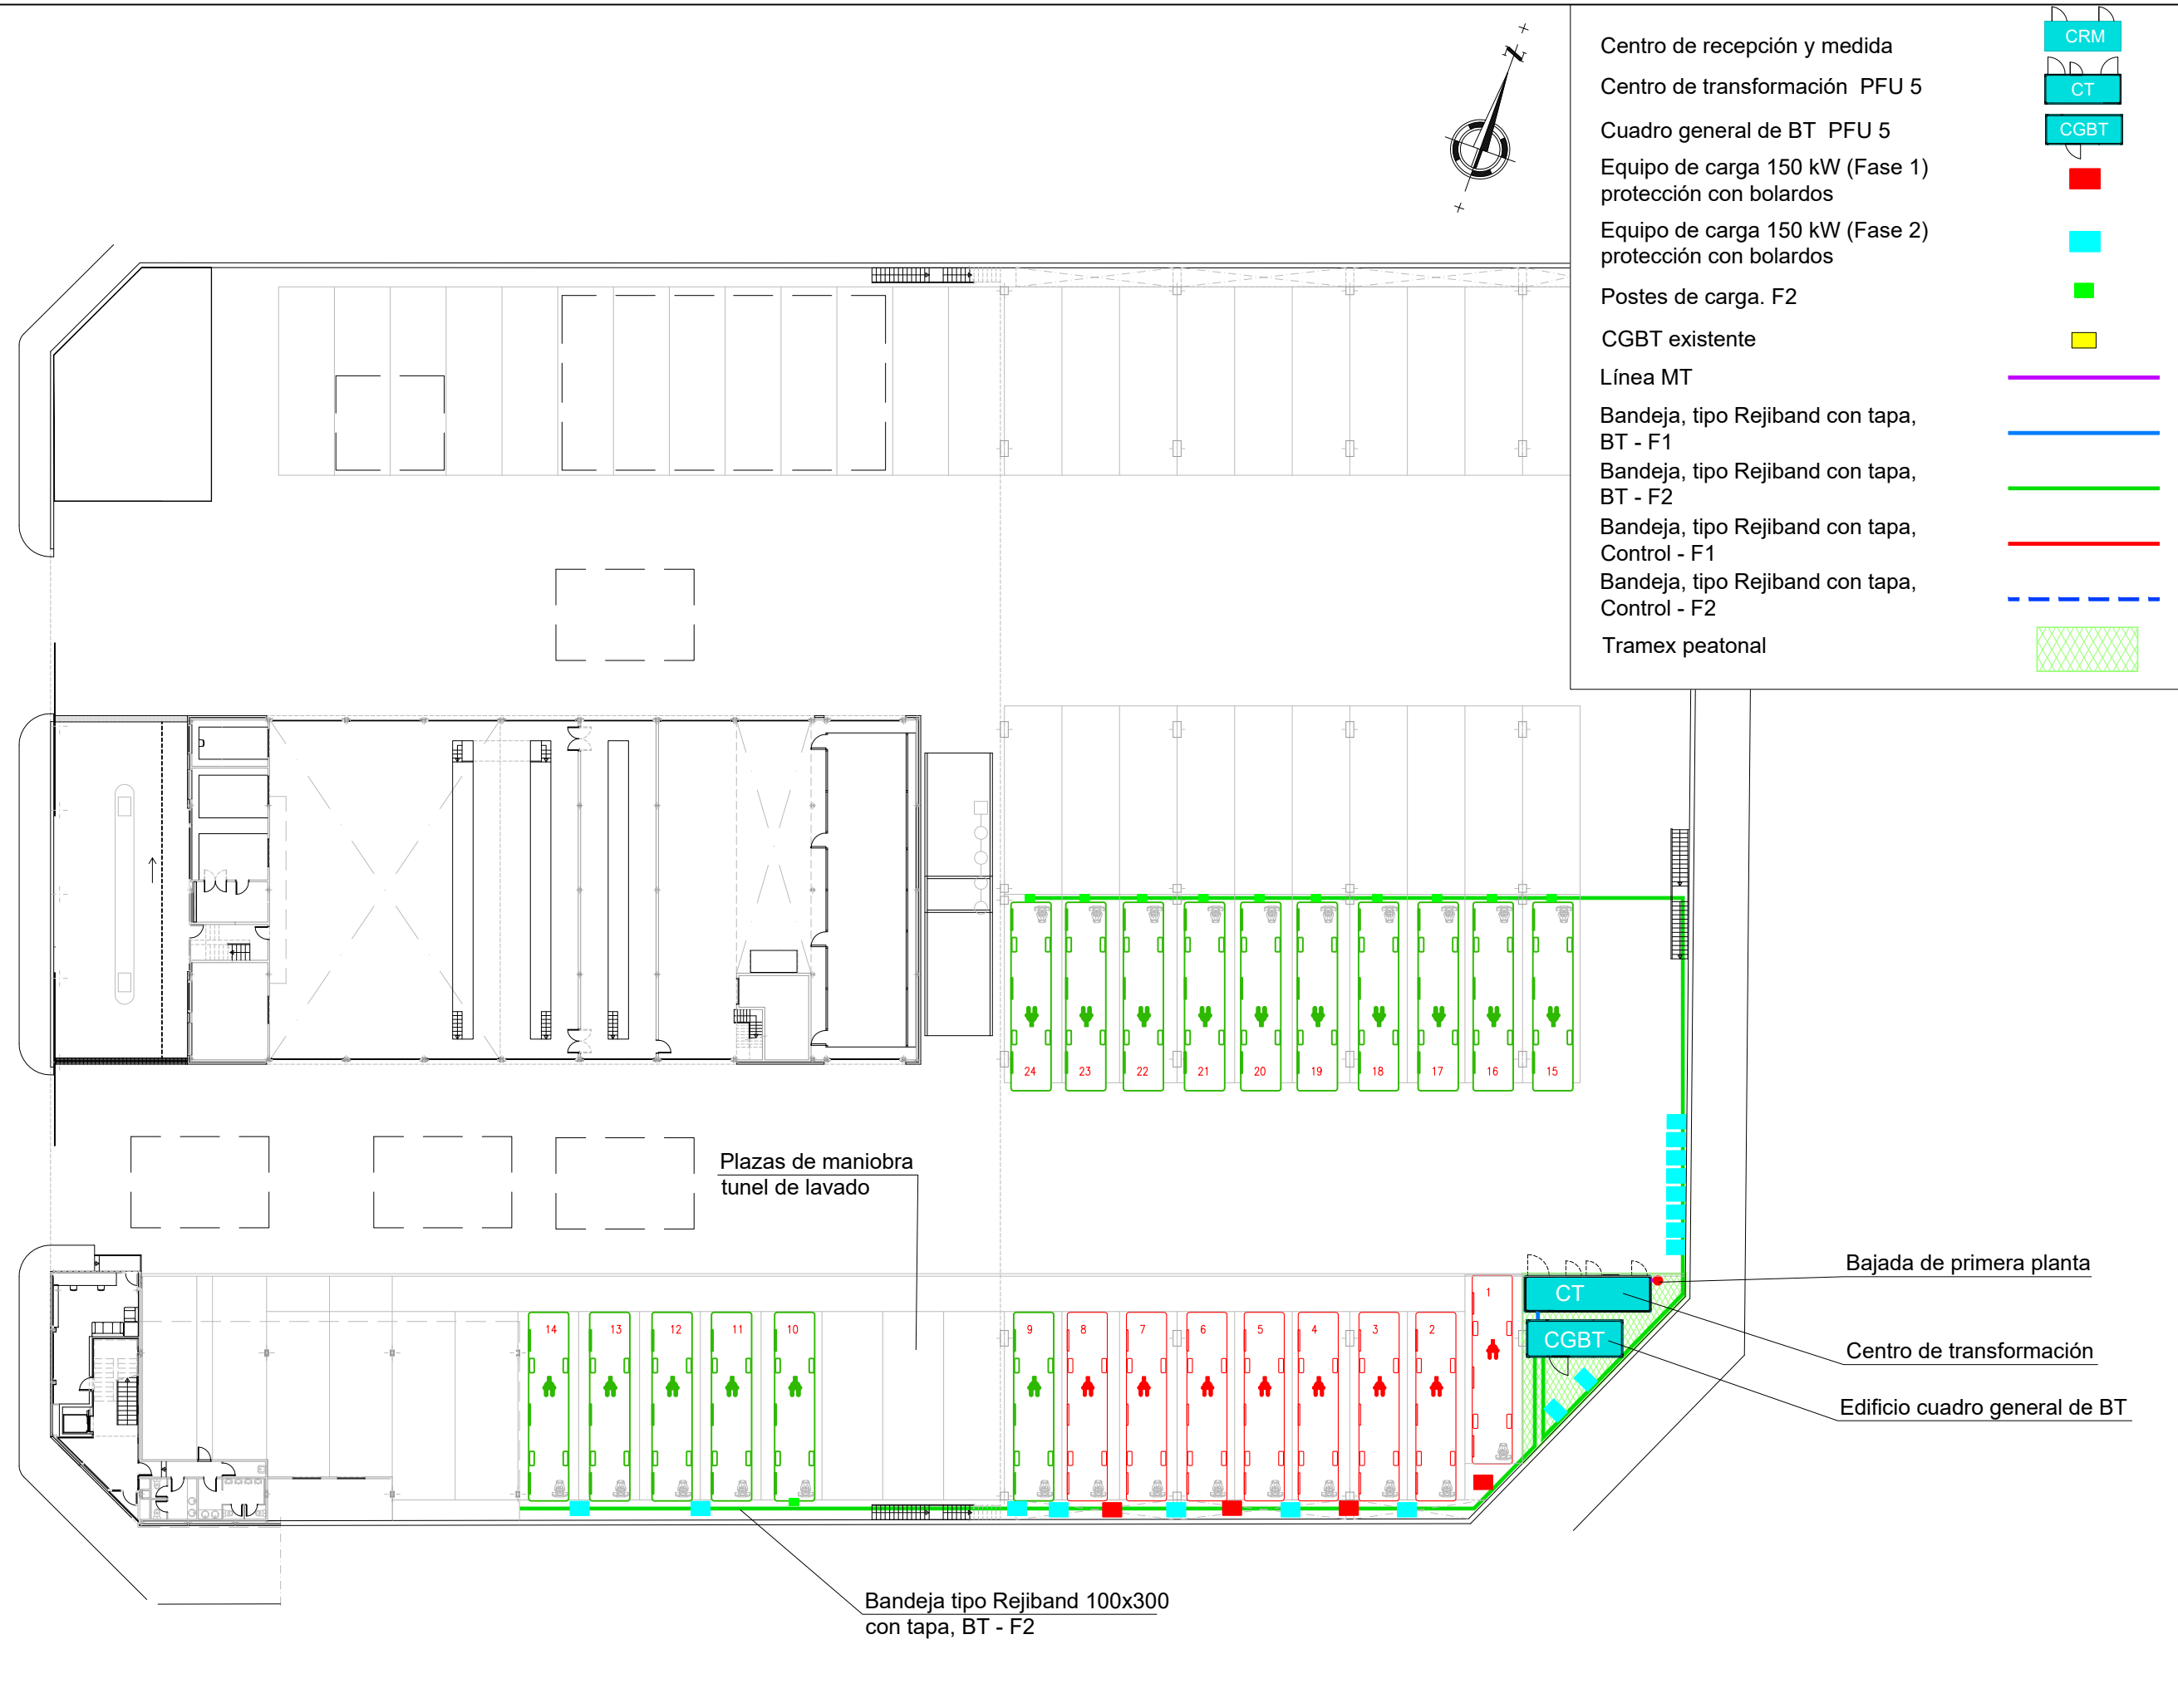 N
Centro de recepción y medida
CRM
Centro de transformación PFU 5
CT
Cuadro general de BT PFU 5
CGBT
Equipo de carga 150 kW (Fase 1)
protección con bolardos
Equipo de carga 150 kW (Fase 2)
protección con bolardos
Postes de carga. F2
CGBT existente
Línea MT
Bandeja, tipo Rejiband con tapa,
BT - F1
Bandeja, tipo Rejiband con tapa,
BT - F2
Bandeja, tipo Rejiband con tapa,
Control - F1
Bandeja, tipo Rejiband con tapa,
Control - F2
Tramex peatonal
24 23 22 21 20 19 18 17 16 15
Plazas de maniobra
tunel de lavado
Bajada de primera planta
CT
1
14 13 12 11 10 9 8 7 6 5 4 3 2
CGBT
Centro de transformación
Edificio cuadro general de BT
Bandeja tipo Rejiband 100x300
con tapa, BT - F2